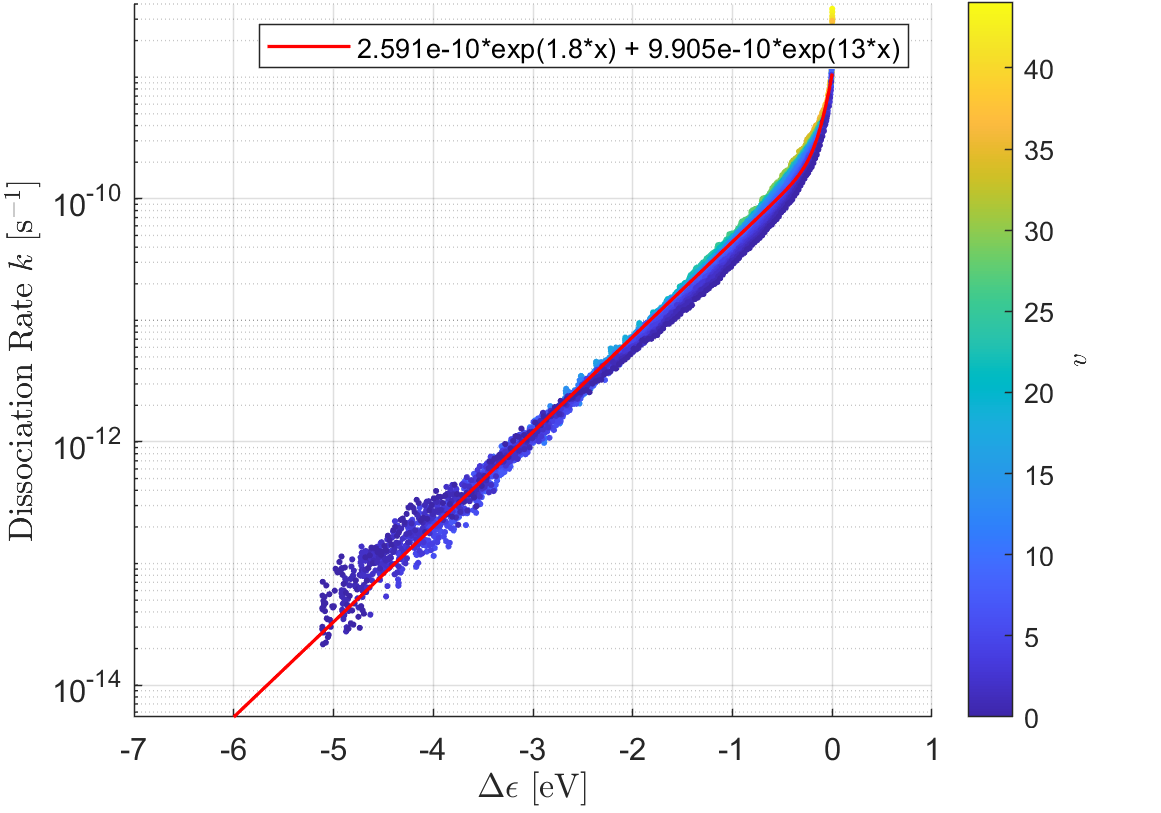 2.591e-10*exp(1.8*x) + 9.905e-10*exp(13*x)
Dissociation Rate k [s⁻¹]
10⁻¹⁰
10⁻¹²
10⁻¹⁴
-7 -6 -5 -4 -3 -2 -1 0 1
Δϵ [eV]
40
35
30
25
20
15
10
5
0
v